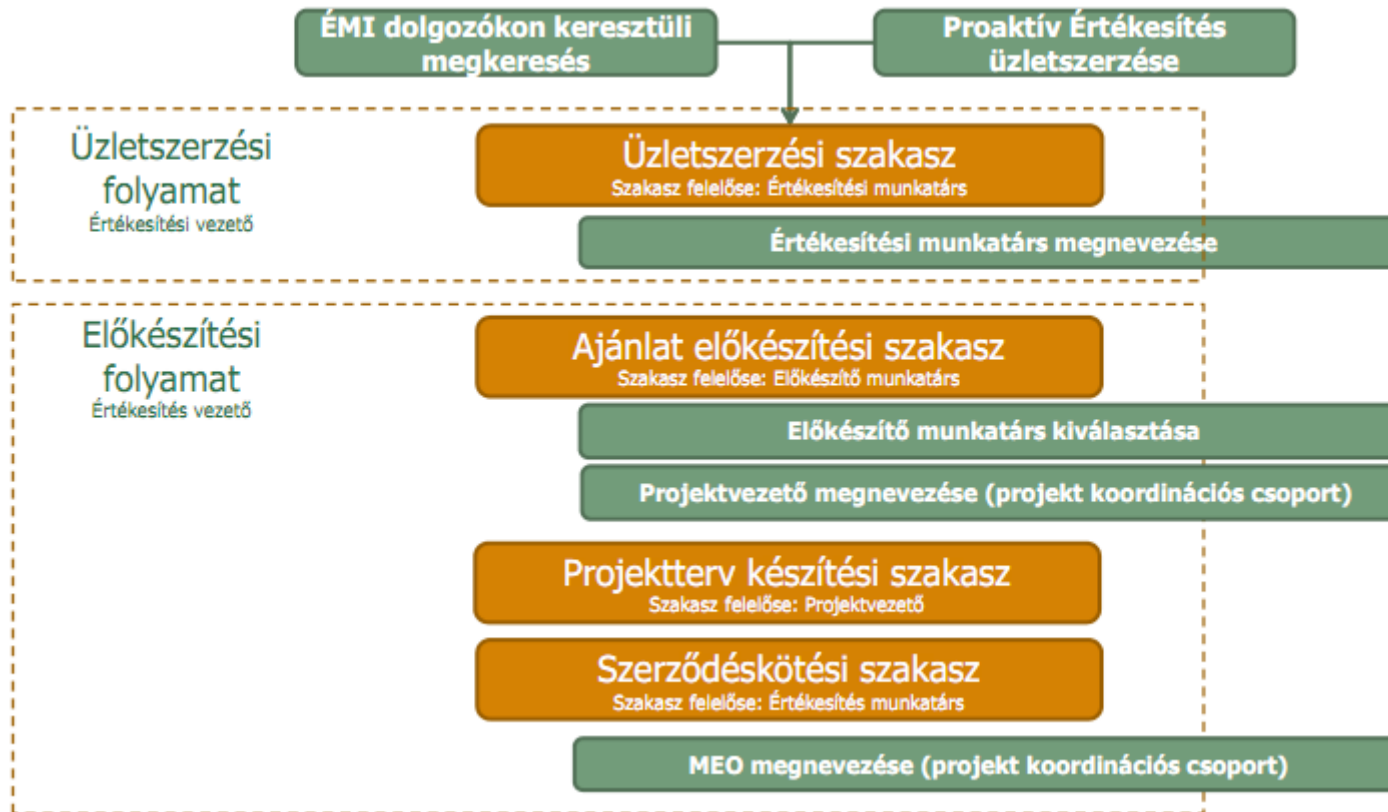 ÉMI dolgozókon keresztüli
megkeresés
Proaktív Értékesítés
üzletszerzése
Üzletszerzési
folyamat
Értékesítési vezető
Üzletszerzési szakasz
Szakasz felelőse: Értékesítési munkatárs
Értékesítési munkatárs megnevezése
Előkészítési
folyamat
Értékesítés vezető
Ajánlat előkészítési szakasz
Szakasz felelőse: Előkészítő munkatárs
Előkészítő munkatárs kiválasztása
Projektvezető megnevezése (projekt koordinációs csoport)
Projektterv készítési szakasz
Szakasz felelőse: Projektvezető
Szerződéskötési szakasz
Szakasz felelőse: Értékesítés munkatárs
MEO megnevezése (projekt koordinációs csoport)